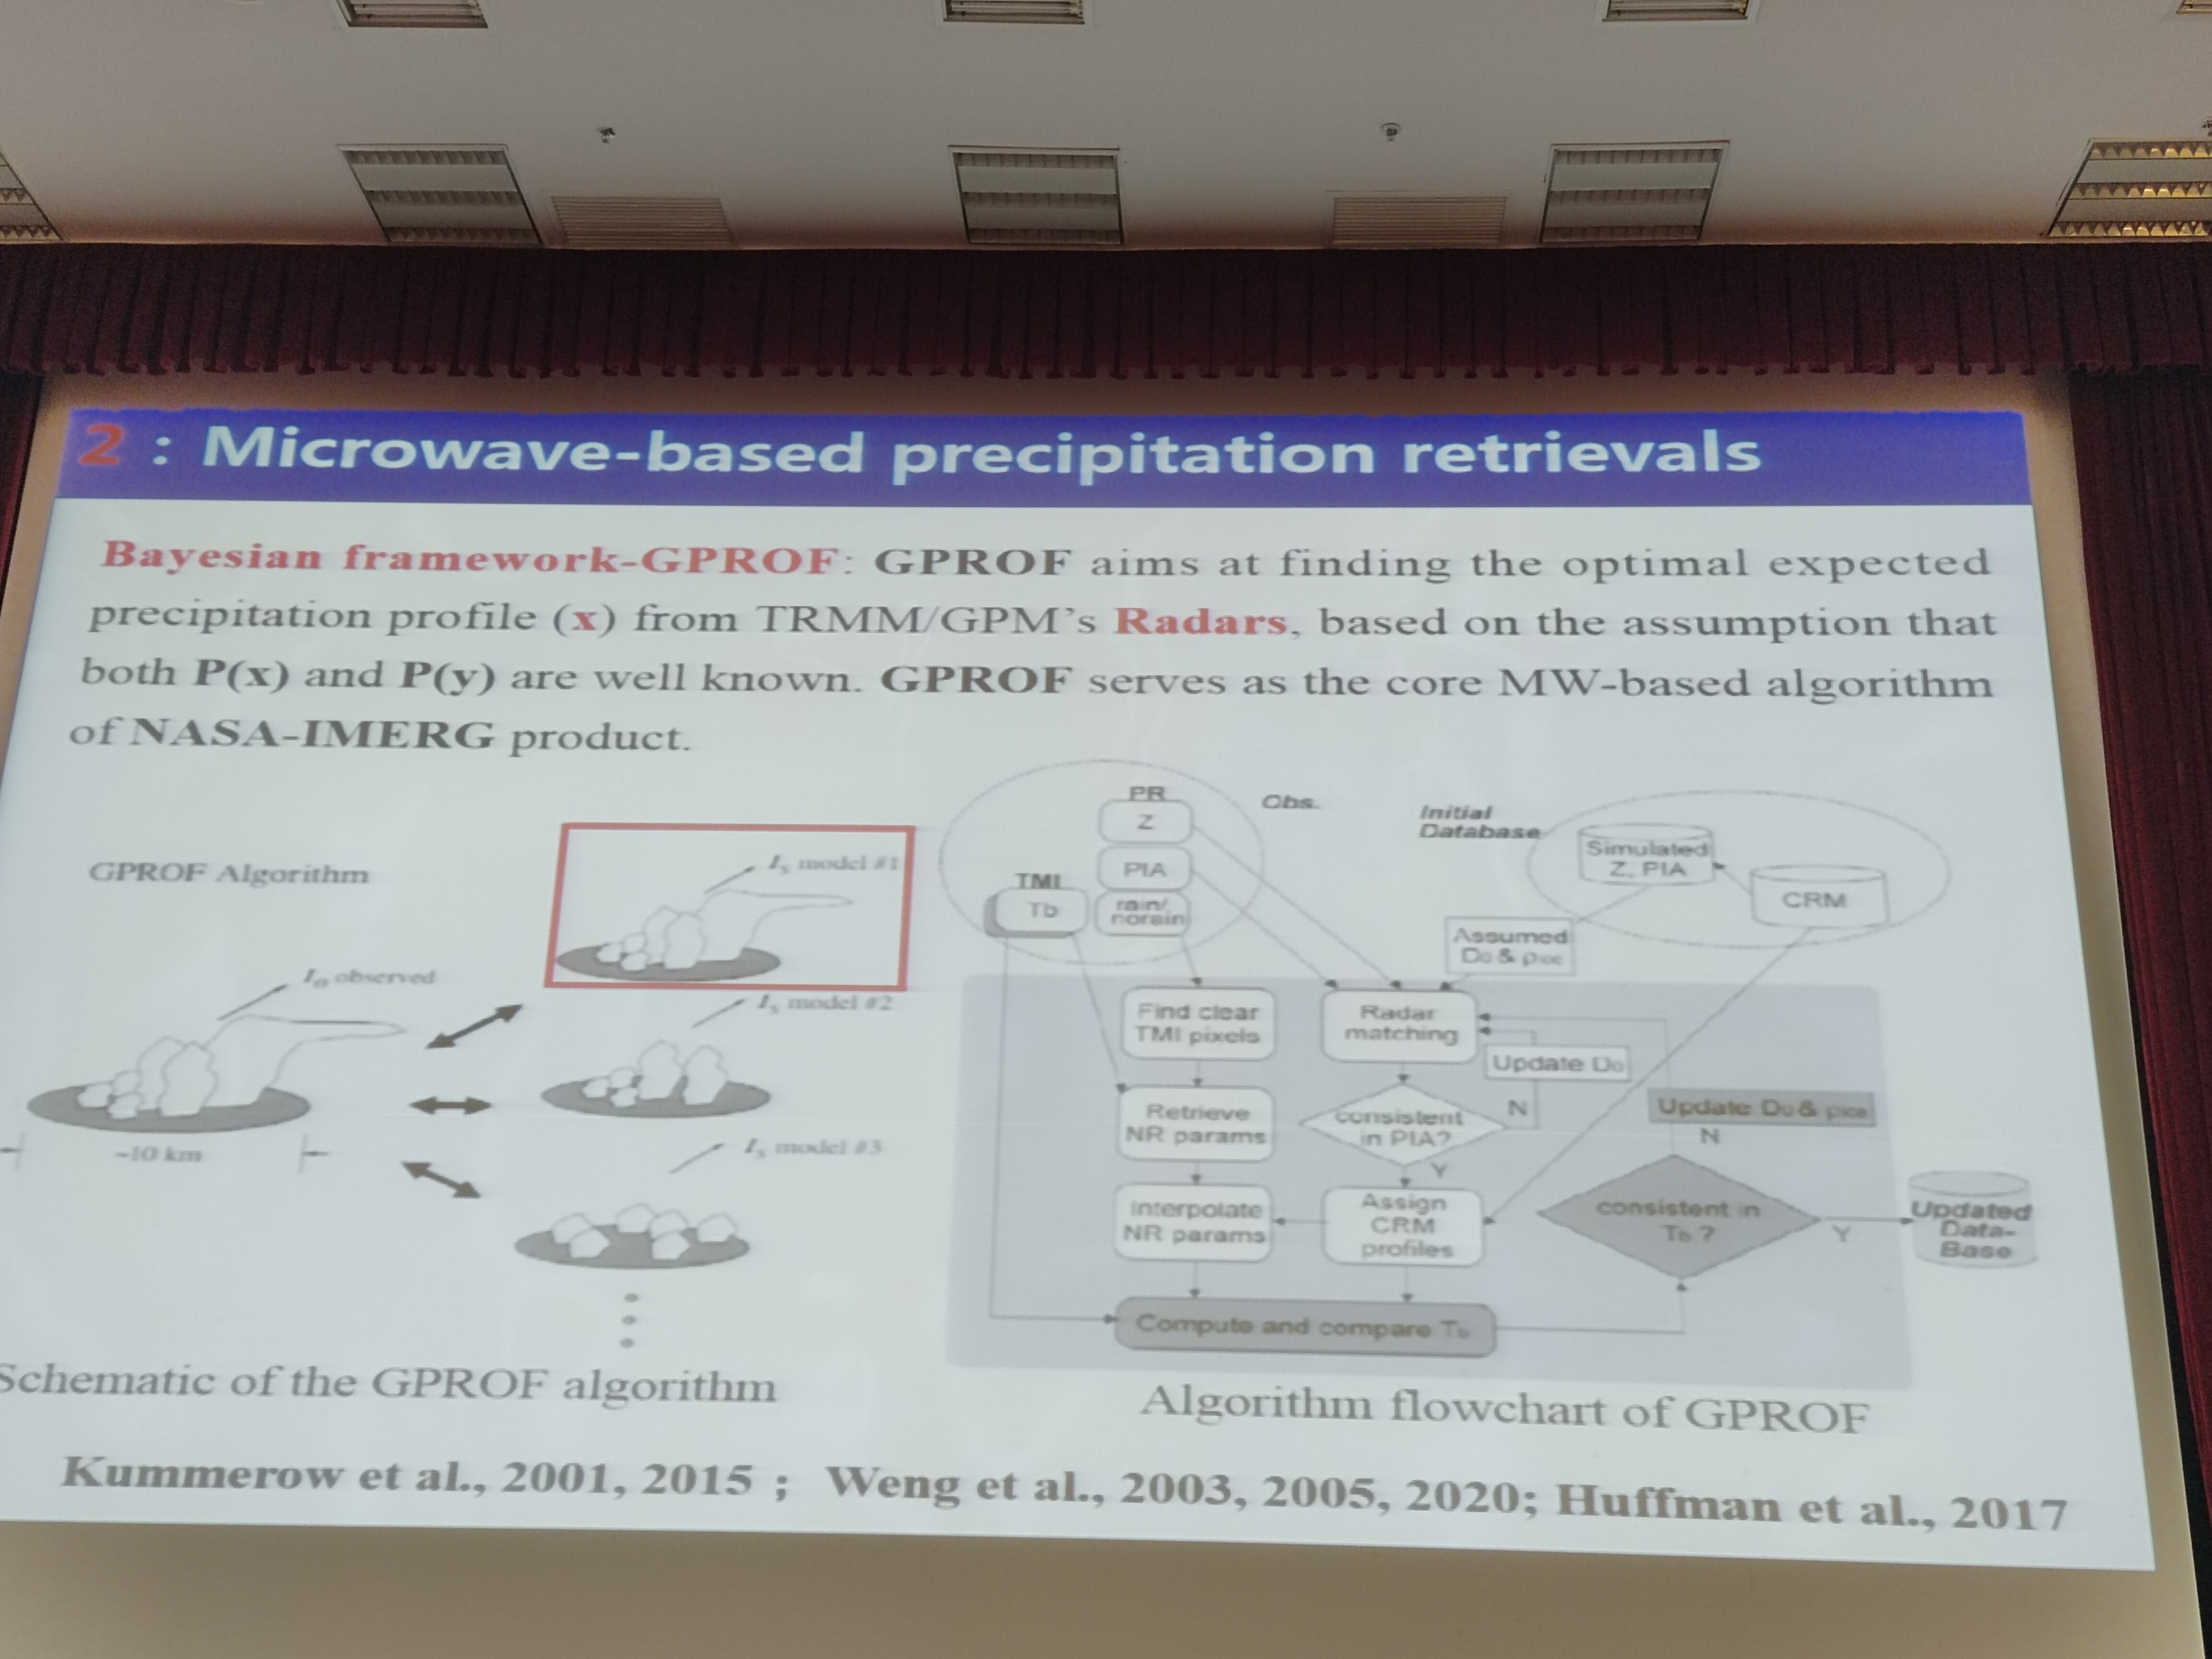 2 : Microwave-based precipitation retrievals
Bayesian framework-GPROF: GPROF aims at finding the optimal expected
precipitation profile (x) from TRMM/GPM's Radars, based on the assumption that
both P(x) and P(y) are well known. GPROF serves as the core MW-based algorithm
of NASA-IMERG product.
GPROF Algorithm
Io observed
~10 km
Is model #1
Is model #2
Is model #3
Schematic of the GPROF algorithm
PR
Z
PIA
rain/
norain
TMI
Tb
Obs.
Initial
Database
Simulated
Z, PIA
CRM
Assumed
Do & ρice
Find clear
TMI pixels
Radar
matching
Update Do
Retrieve
NR params
consistent
in PIA?
N
Y
Update Do & ρice
N
Interpolate
NR params
Assign
CRM
profiles
consistent in
Tb ?
Y
Updated
Data-
Base
Compute and compare Tb
Algorithm flowchart of GPROF
Kummerow et al., 2001, 2015 ; Weng et al., 2003, 2005, 2020; Huffman et al., 2017